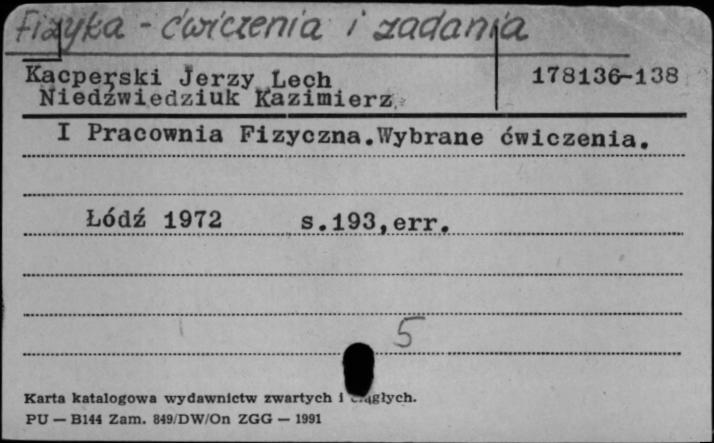 Fizyka - ćwiczenia i zadania
Kacperski Jerzy Lech 178136-138
Niedźwiedziuk Kazimierz
I Pracownia Fizyczna.Wybrane ćwiczenia.
Łódź 1972 s.193,err.
5
Karta katalogowa wydawnictw zwartych i ciągłych.
PU — B144 Zam. 849/DW/On ZGG — 1991